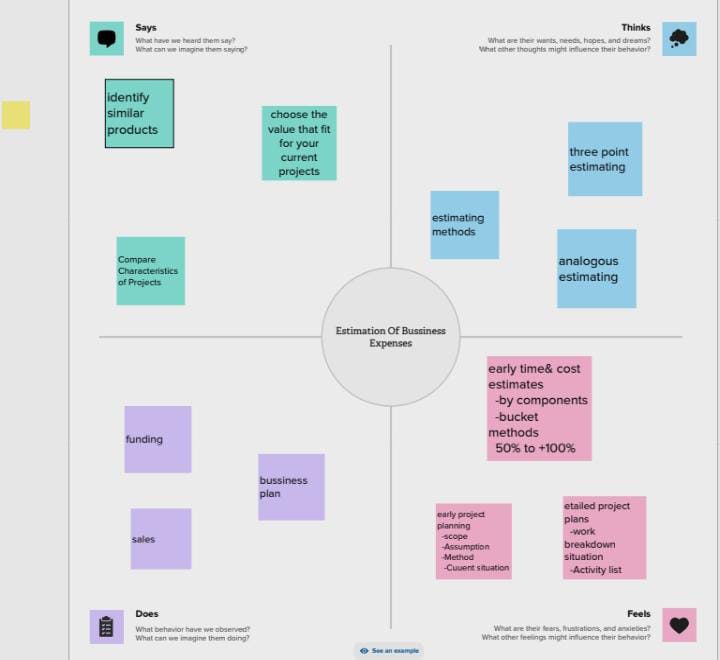 Says
What have we heard them say?
What can we imagine them saying?
Thinks
What are their wants, needs, hopes, and dreams?
What other thoughts might influence their behavior?
identify
similar
products
choose the
value that fit
for your
current
projects
Compare
Characteristics
of Projects
three point
estimating
estimating
methods
analogous
estimating
Estimation Of Bussiness
Expenses
funding
bussiness
plan
sales
early time& cost
estimates
-by components
-bucket
methods
50% to +100%
early project
planning
-scope
-Assumption
-Method
-Cuuent situation
etailed project
plans
-work
breakdown
situation
-Activity list
Does
What behavior have we observed?
What can we imagine them doing?
Feels
What are their fears, frustrations, and anxieties?
What other feelings might influence their behavior?
See an example